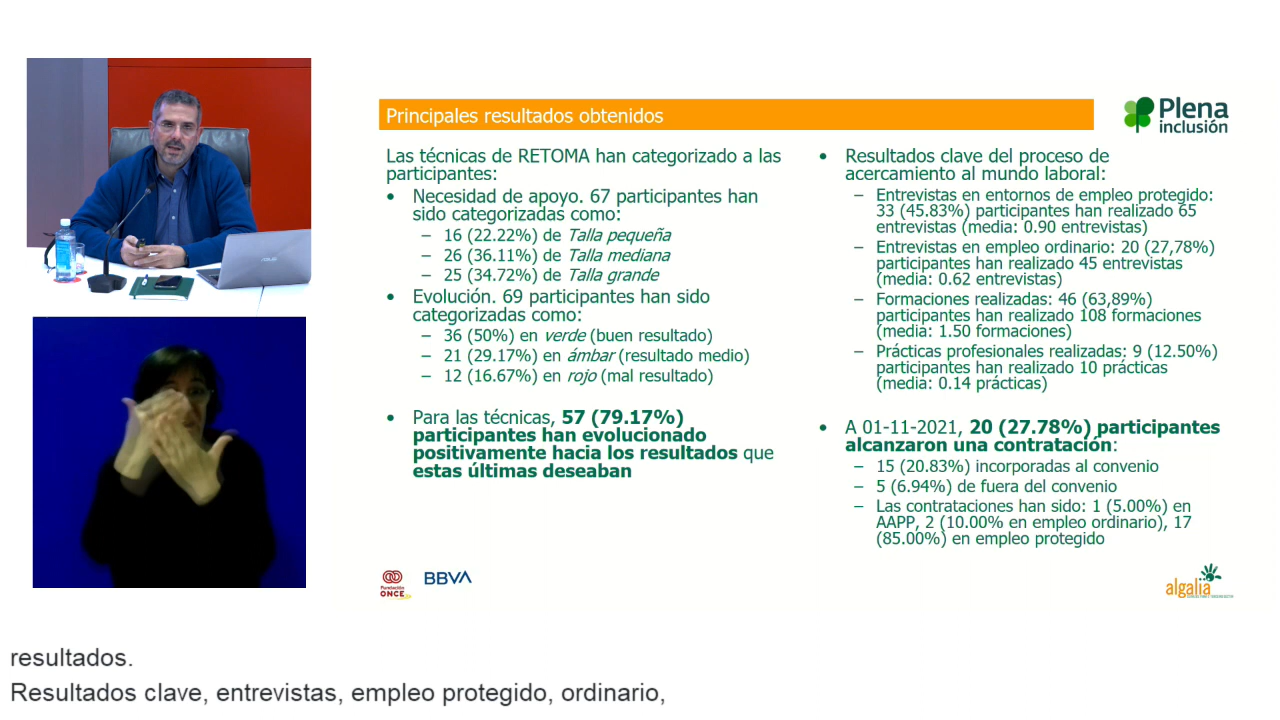 Principales resultados obtenidos
Plena
inclusión
Las técnicas de RETOMA han categorizado a las
participantes:
• Necesidad de apoyo. 67 participantes han
sido categorizadas como:
– 16 (22.22%) de Talla pequeña
– 26 (36.11%) de Talla mediana
– 25 (34.72%) de Talla grande
• Evolución. 69 participantes han sido
categorizadas como:
– 36 (50%) en verde (buen resultado)
– 21 (29.17%) en ámbar (resultado medio)
– 12 (16.67%) en rojo (mal resultado)
• Para las técnicas, 57 (79.17%)
participantes han evolucionado
positivamente hacia los resultados que
estas últimas deseaban
• Resultados clave del proceso de
acercamiento al mundo laboral:
– Entrevistas en entornos de empleo protegido:
33 (45.83%) participantes han realizado 65
entrevistas (media: 0.90 entrevistas)
– Entrevistas en empleo ordinario: 20 (27,78%)
participantes han realizado 45 entrevistas
(media: 0.62 entrevistas)
– Formaciones realizadas: 46 (63,89%)
participantes han realizado 108 formaciones
(media: 1.50 formaciones)
– Prácticas profesionales realizadas: 9 (12.50%)
participantes han realizado 10 prácticas
(media: 0.14 prácticas)
• A 01-11-2021, 20 (27.78%) participantes
alcanzaron una contratación:
– 15 (20.83%) incorporadas al convenio
– 5 (6.94%) de fuera del convenio
– Las contrataciones han sido: 1 (5.00%) en
AAPP, 2 (10.00% en empleo ordinario), 17
(85.00%) en empleo protegido
Fundación
ONCE
BBVA
algalia
ASUS
resultados.
Resultados clave, entrevistas, empleo protegido, ordinario,